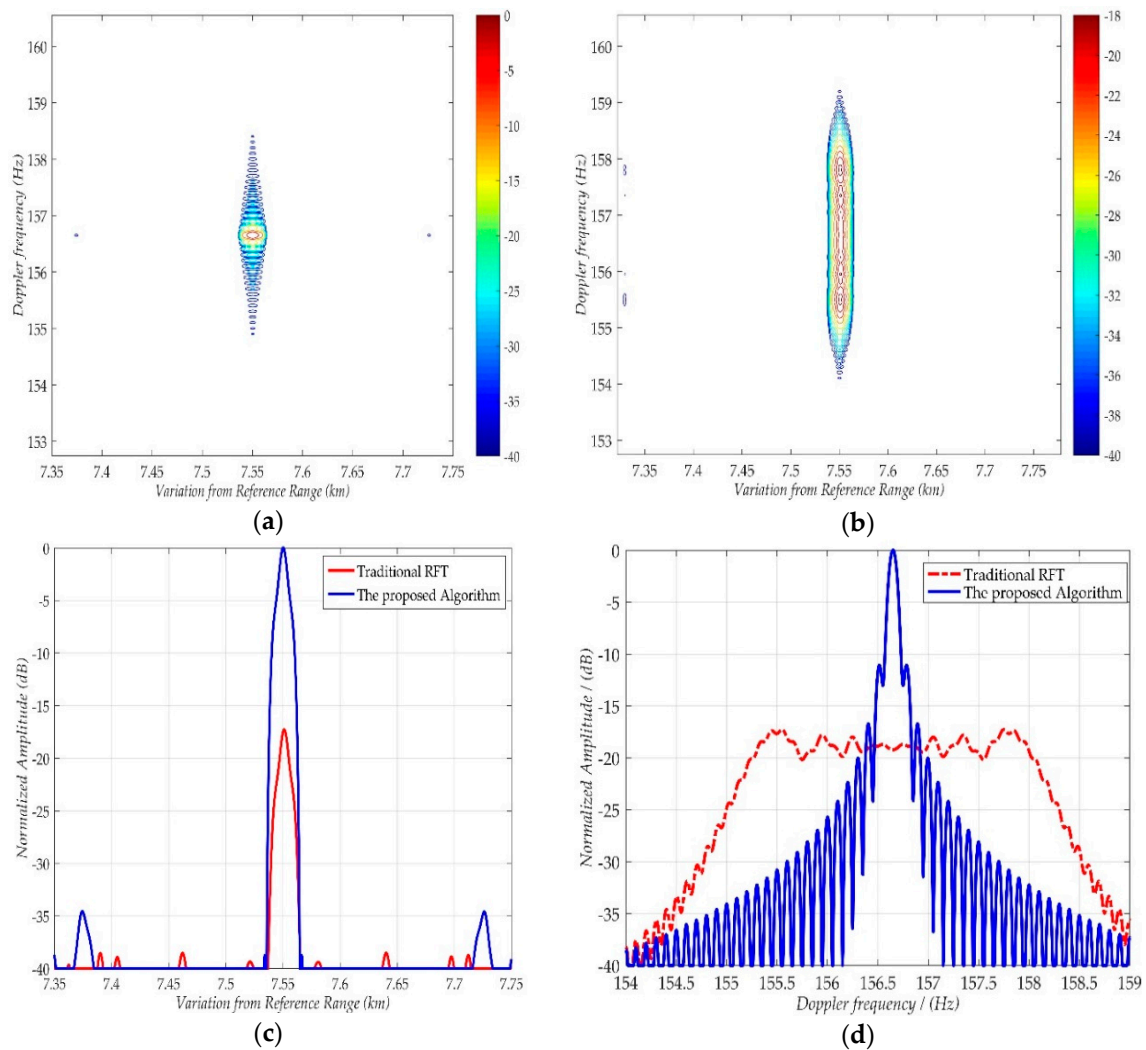 160
159
158
157
156
155
154
153
Doppler frequency (Hz)
7.35 7.4 7.45 7.5 7.55 7.6 7.65 7.7 7.75
Variation from Reference Range (km)
0
-5
-10
-15
-20
-25
-30
-35
-40
(a)
160
159
158
157
156
155
154
153
Doppler frequency (Hz)
7.35 7.4 7.45 7.5 7.55 7.6 7.65 7.7 7.75
Variation from Reference Range (km)
-18
-20
-22
-24
-26
-28
-30
-32
-34
-36
-38
-40
(b)
0
-5
-10
-15
-20
-25
-30
-35
-40
Normalized Amplitude (dB)
Traditional RFT
The proposed Algorithm
7.35 7.4 7.45 7.5 7.55 7.6 7.65 7.7 7.75
Variation from Reference Range (km)
(c)
0
-5
-10
-15
-20
-25
-30
-35
-40
Normalized Amplitude / (dB)
Traditional RFT
The proposed Algorithm
154 154.5 155 155.5 156 156.5 157 157.5 158 158.5 159
Doppler frequency / (Hz)
(d)